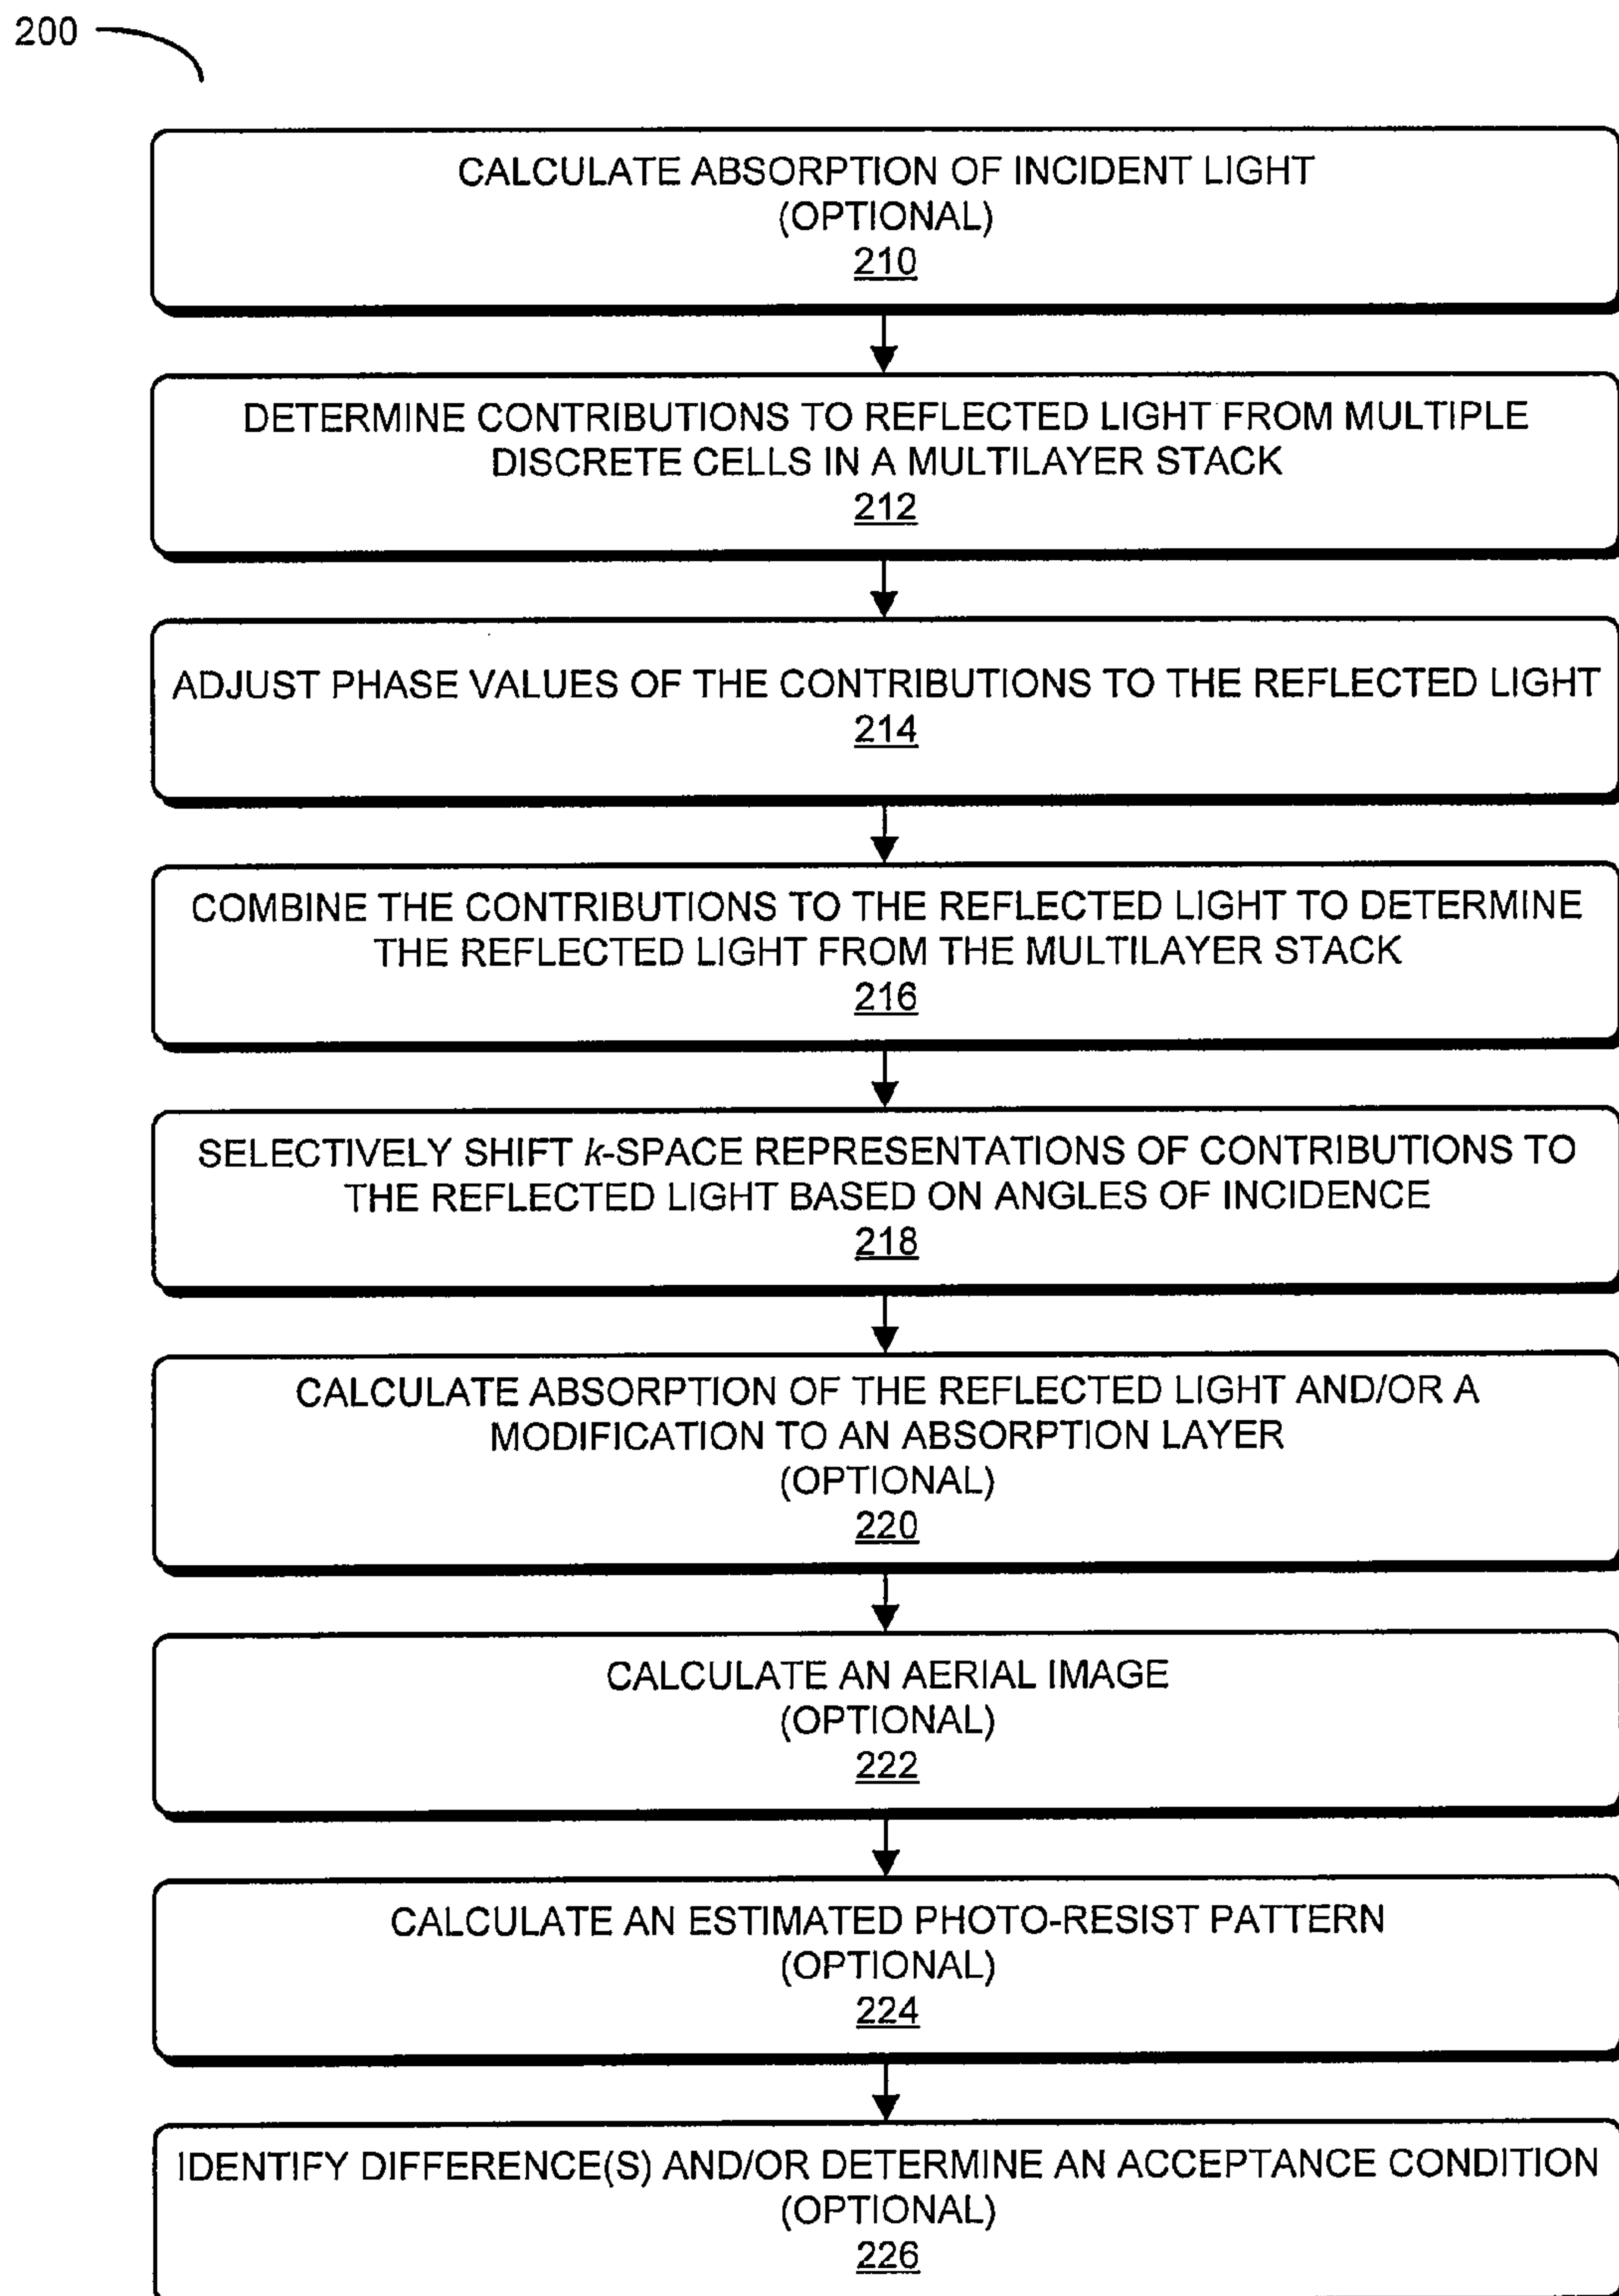 200
CALCULATE ABSORPTION OF INCIDENT LIGHT
(OPTIONAL)
210
DETERMINE CONTRIBUTIONS TO REFLECTED LIGHT FROM MULTIPLE
DISCRETE CELLS IN A MULTILAYER STACK
212
ADJUST PHASE VALUES OF THE CONTRIBUTIONS TO THE REFLECTED LIGHT
214
COMBINE THE CONTRIBUTIONS TO THE REFLECTED LIGHT TO DETERMINE
THE REFLECTED LIGHT FROM THE MULTILAYER STACK
216
SELECTIVELY SHIFT k-SPACE REPRESENTATIONS OF CONTRIBUTIONS TO
THE REFLECTED LIGHT BASED ON ANGLES OF INCIDENCE
218
CALCULATE ABSORPTION OF THE REFLECTED LIGHT AND/OR A
MODIFICATION TO AN ABSORPTION LAYER
(OPTIONAL)
220
CALCULATE AN AERIAL IMAGE
(OPTIONAL)
222
CALCULATE AN ESTIMATED PHOTO-RESIST PATTERN
(OPTIONAL)
224
IDENTIFY DIFFERENCE(S) AND/OR DETERMINE AN ACCEPTANCE CONDITION
(OPTIONAL)
226